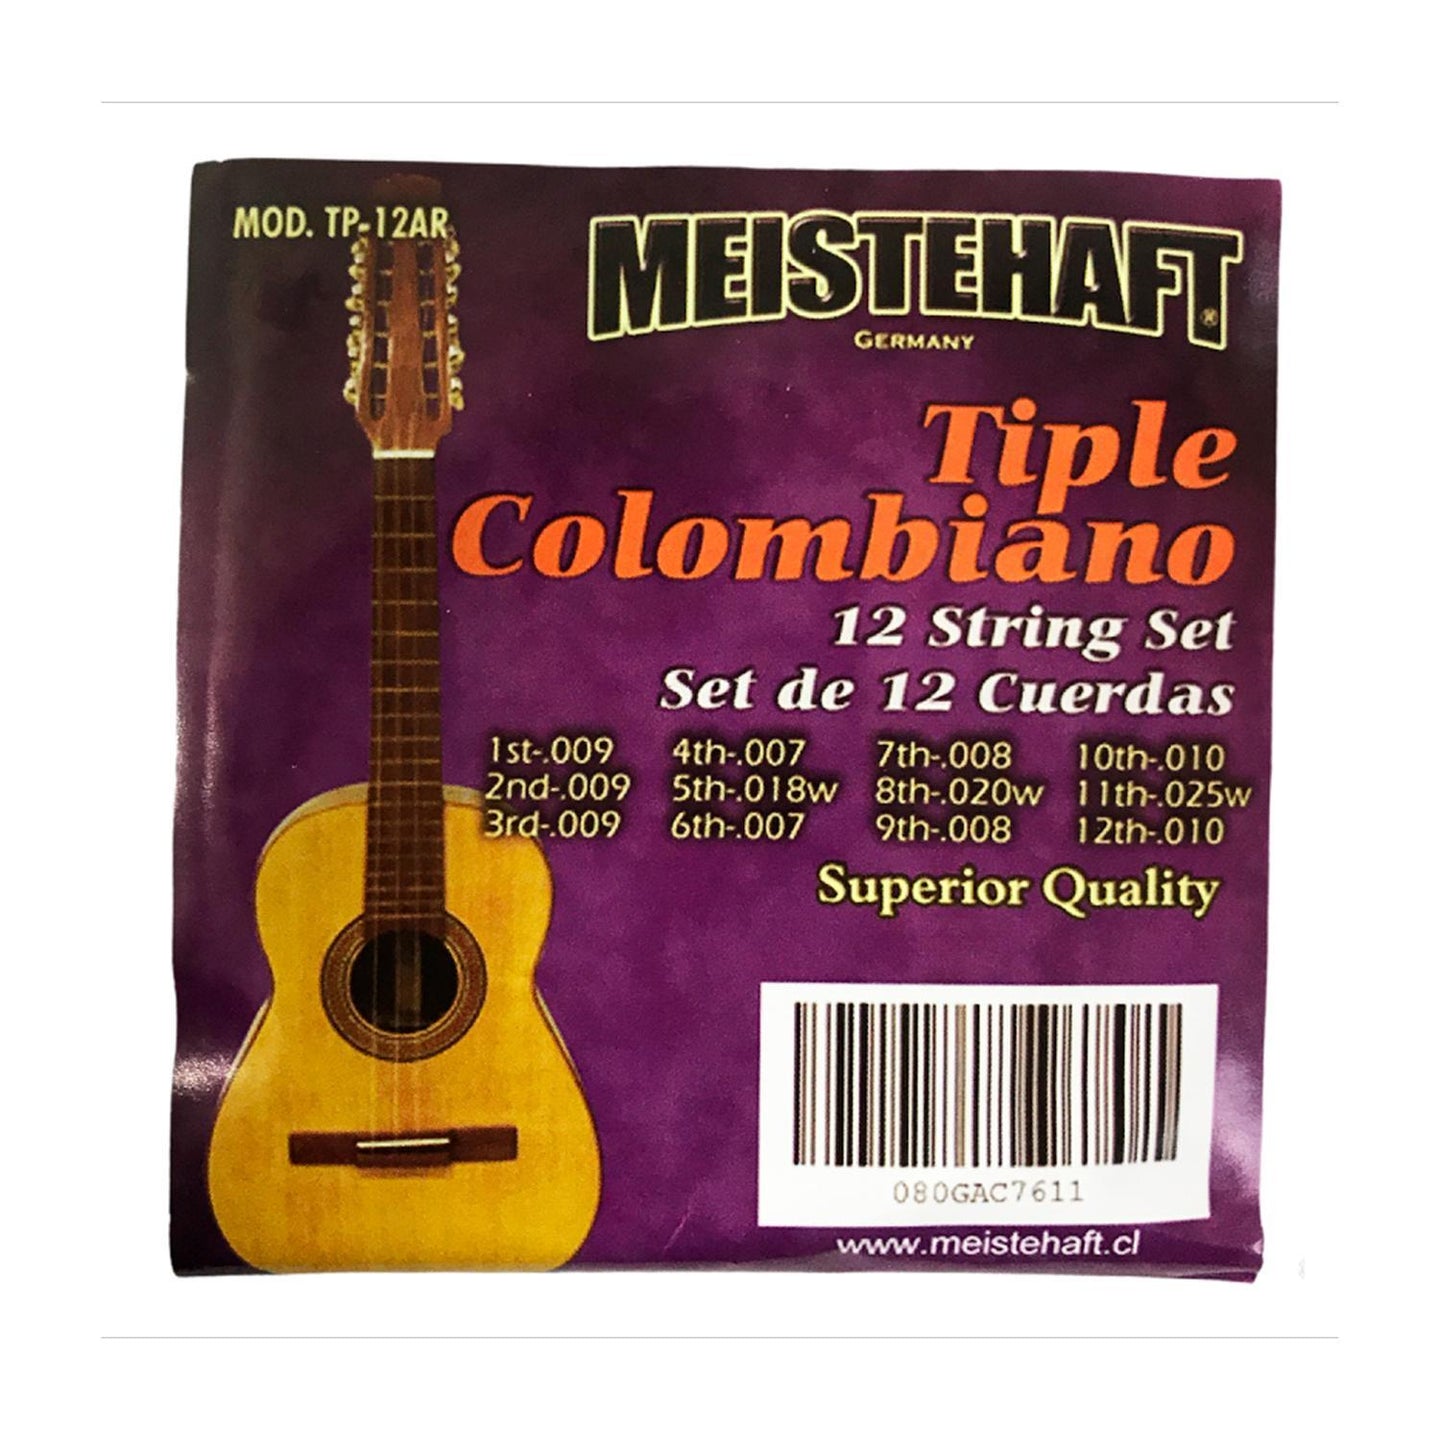 MOD. TP-12AR
MEISTEHAFT®
GERMANY
Tiple
Colombiano
12 String Set
Set de 12 Cuerdas
1st-.009 4th-.007 7th-.008 10th-.010
2nd-.009 5th-.018w 8th-.020w 11th-.025w
3rd-.009 6th-.007 9th-.008 12th-.010
Superior Quality
080GAC7611
www.meistehaft.cl